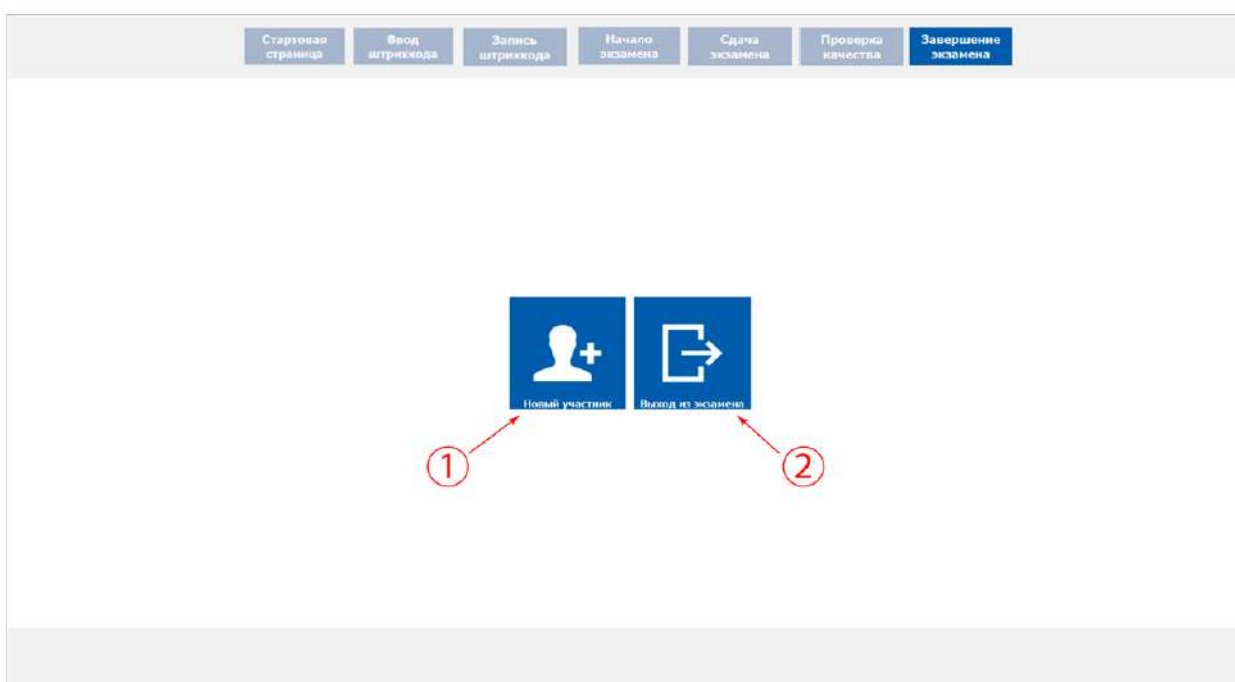 Стартовая
страница
Ввод
штрихкода
Запись
штрихкода
Начало
экзамена
Сдача
экзамена
Проверка
качества
Завершение
экзамена
Новый участник
Выход из экзамена
1
2